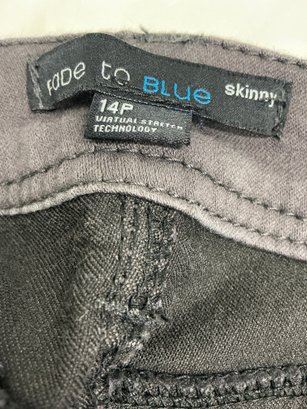 FADE to BLUE skinny
14P
VIRTUAL STRETCH
TECHNOLOGY